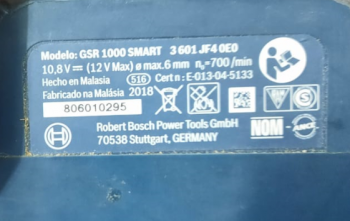 Modelo: GSR 1000 SMART 3 601 JF4 0E0
10,8 V⎓ (12 V Max) ø max.6 mm n₀=700/min
Hecho en Malasia 516 Cert n : E-013-04-5133
Fabricado na Malásia 2018
806010295
S
BOSCH
Robert Bosch Power Tools GmbH
70538 Stuttgart, GERMANY
NOM - ANCE